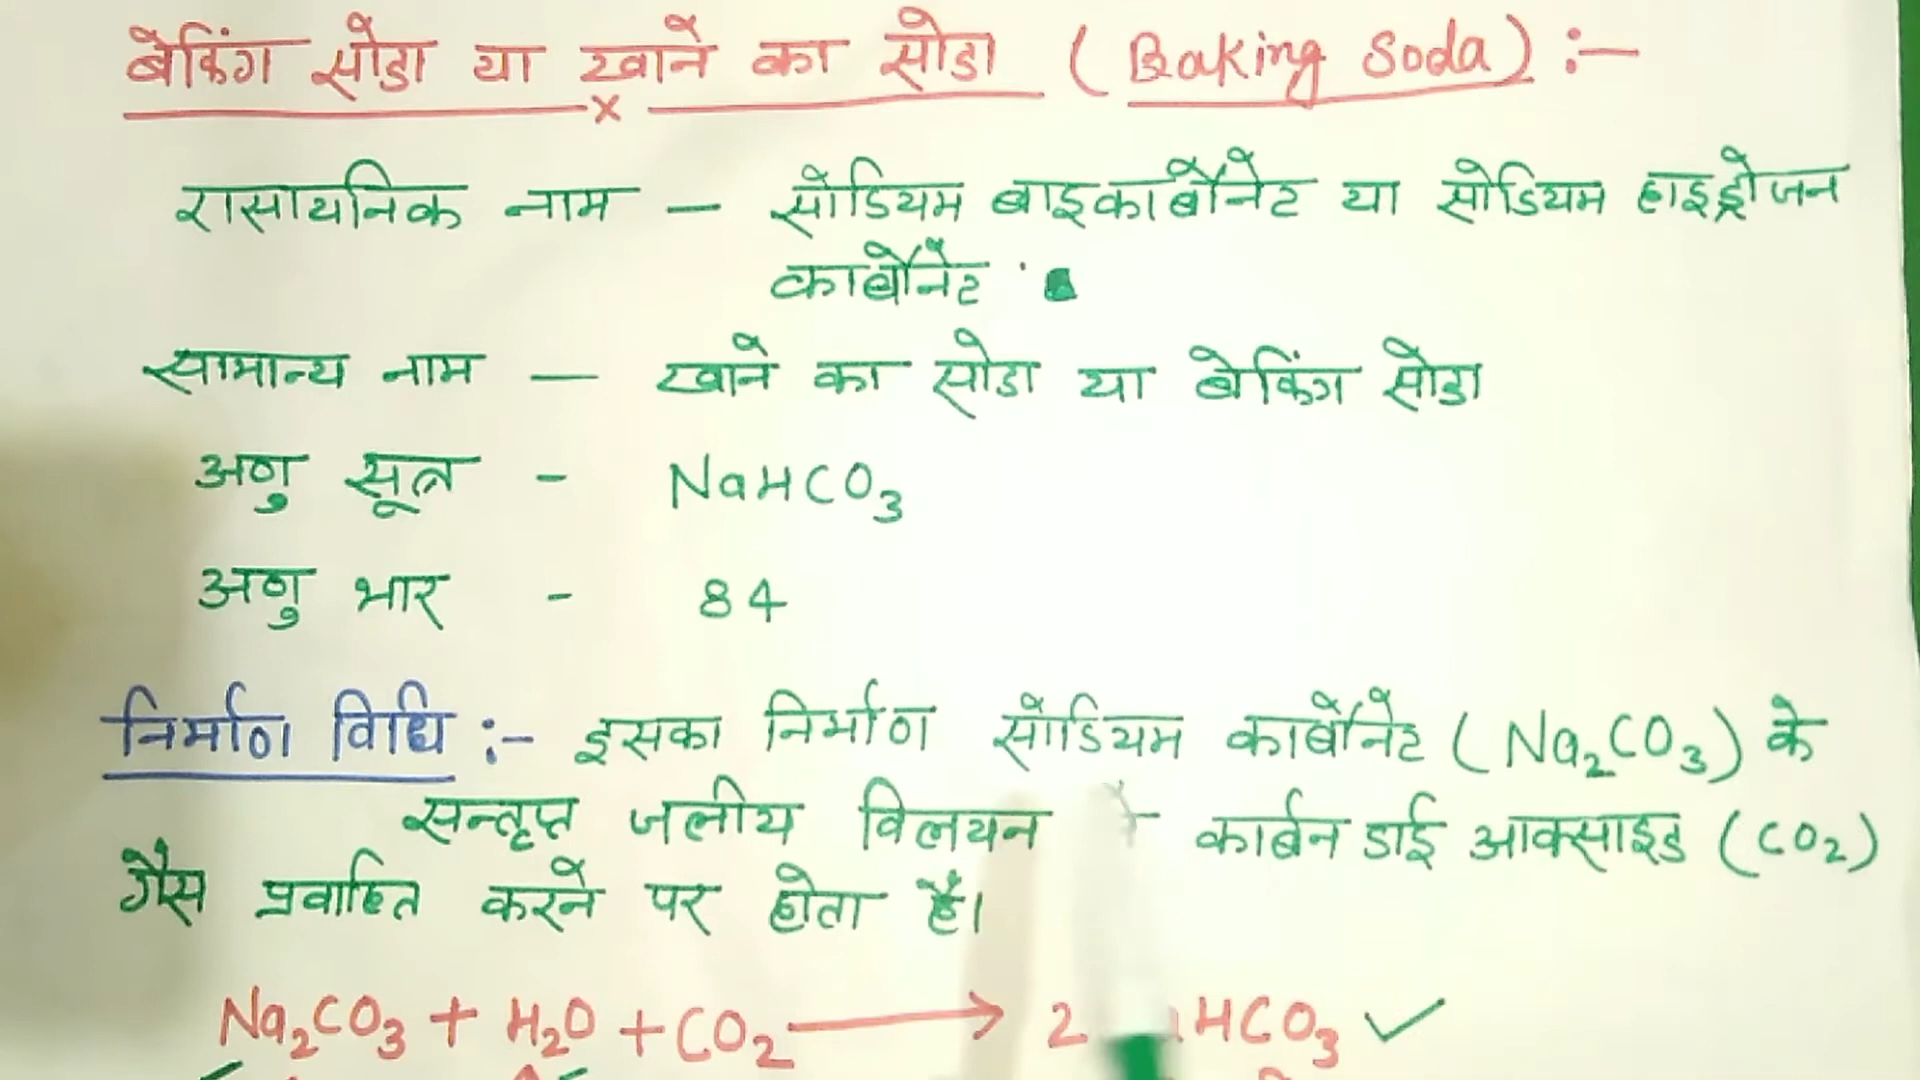 बेकिंग सोडा या खाने का सोडा ( Baking Soda ) :—
रासायनिक नाम — सोडियम बाइकार्बोनेट या सोडियम हाइड्रोजन
कार्बोनेट
सामान्य नाम — खाने का सोडा या बेकिंग सोडा
अणु सूत्र - NaHCO₃
अणु भार - 84
निर्माण विधि :- इसका निर्माण सोडियम कार्बोनेट ( Na₂CO₃ ) के
सन्तृप्त जलीय विलयन कार्बन डाई आक्साइड ( CO₂ )
गैस प्रवाहित करने पर होता है।
Na₂CO₃ + H₂O + CO₂ → 2 HCO₃ ✓